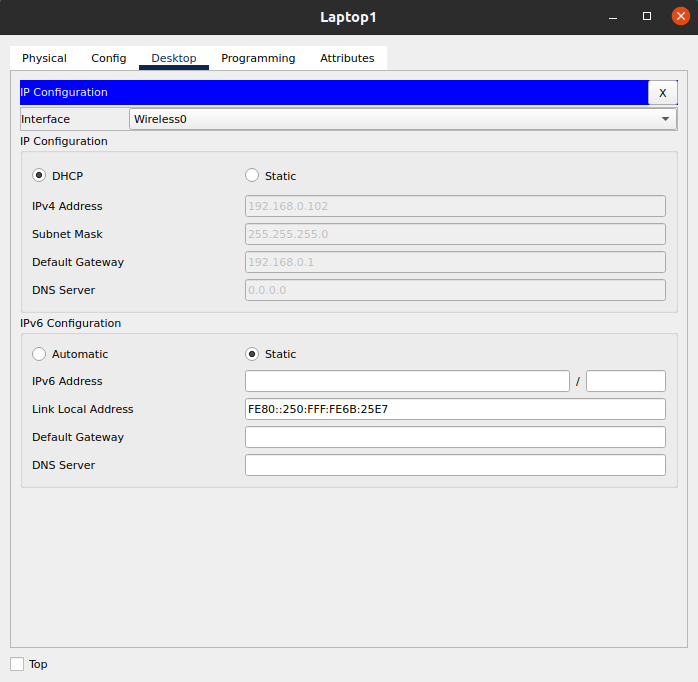 Laptop1
Physical Config Desktop Programming Attributes
IP Configuration X
Interface Wireless0
IP Configuration
DHCP Static
IPv4 Address 192.168.0.102
Subnet Mask 255.255.255.0
Default Gateway 192.168.0.1
DNS Server 0.0.0.0
IPv6 Configuration
Automatic Static
IPv6 Address /
Link Local Address FE80::250:FFF:FE6B:25E7
Default Gateway
DNS Server
Top